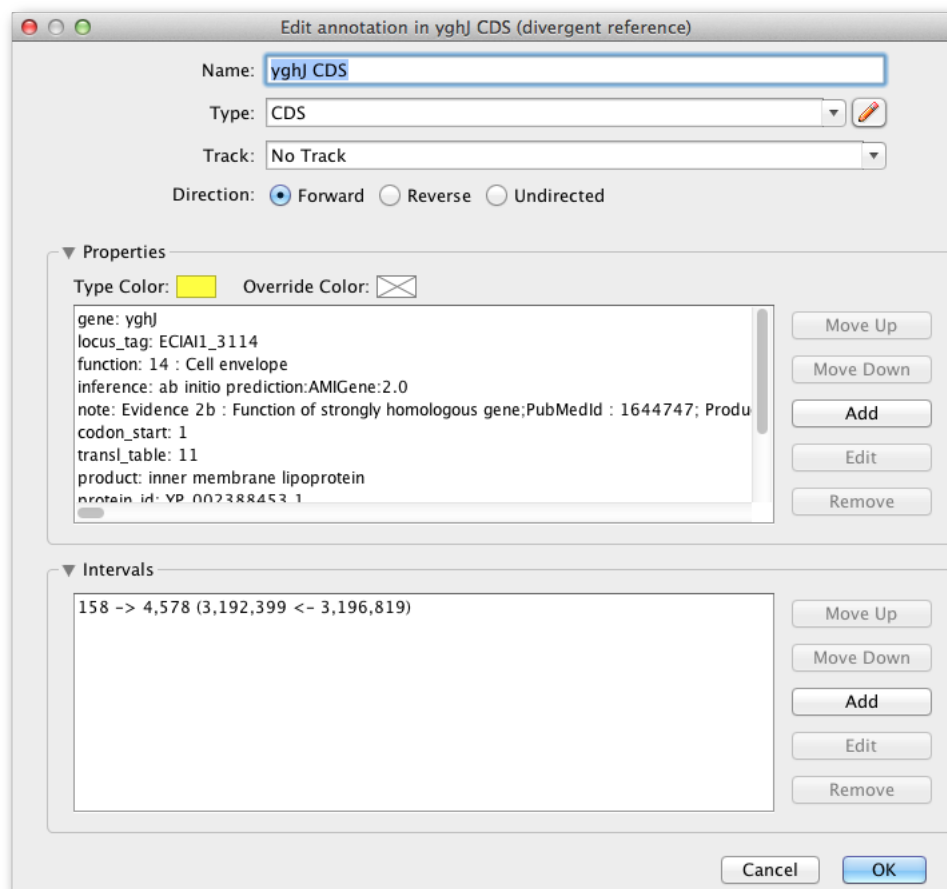 Edit annotation in yghJ CDS (divergent reference)
Name: yghJ CDS
Type: CDS
Track: No Track
Direction: Forward Reverse Undirected
Properties
Type Color: Override Color:
gene: yghJ
locus_tag: ECIAI1_3114
function: 14 : Cell envelope
inference: ab initio prediction:AMIGene:2.0
note: Evidence 2b : Function of strongly homologous gene;PubMedId : 1644747; Produ
codon_start: 1
transl_table: 11
product: inner membrane lipoprotein
protein_id: YP_002388453.1
Move Up
Move Down
Add
Edit
Remove
Intervals
158 -> 4,578 (3,192,399 <- 3,196,819)
Move Up
Move Down
Add
Edit
Remove
Cancel OK